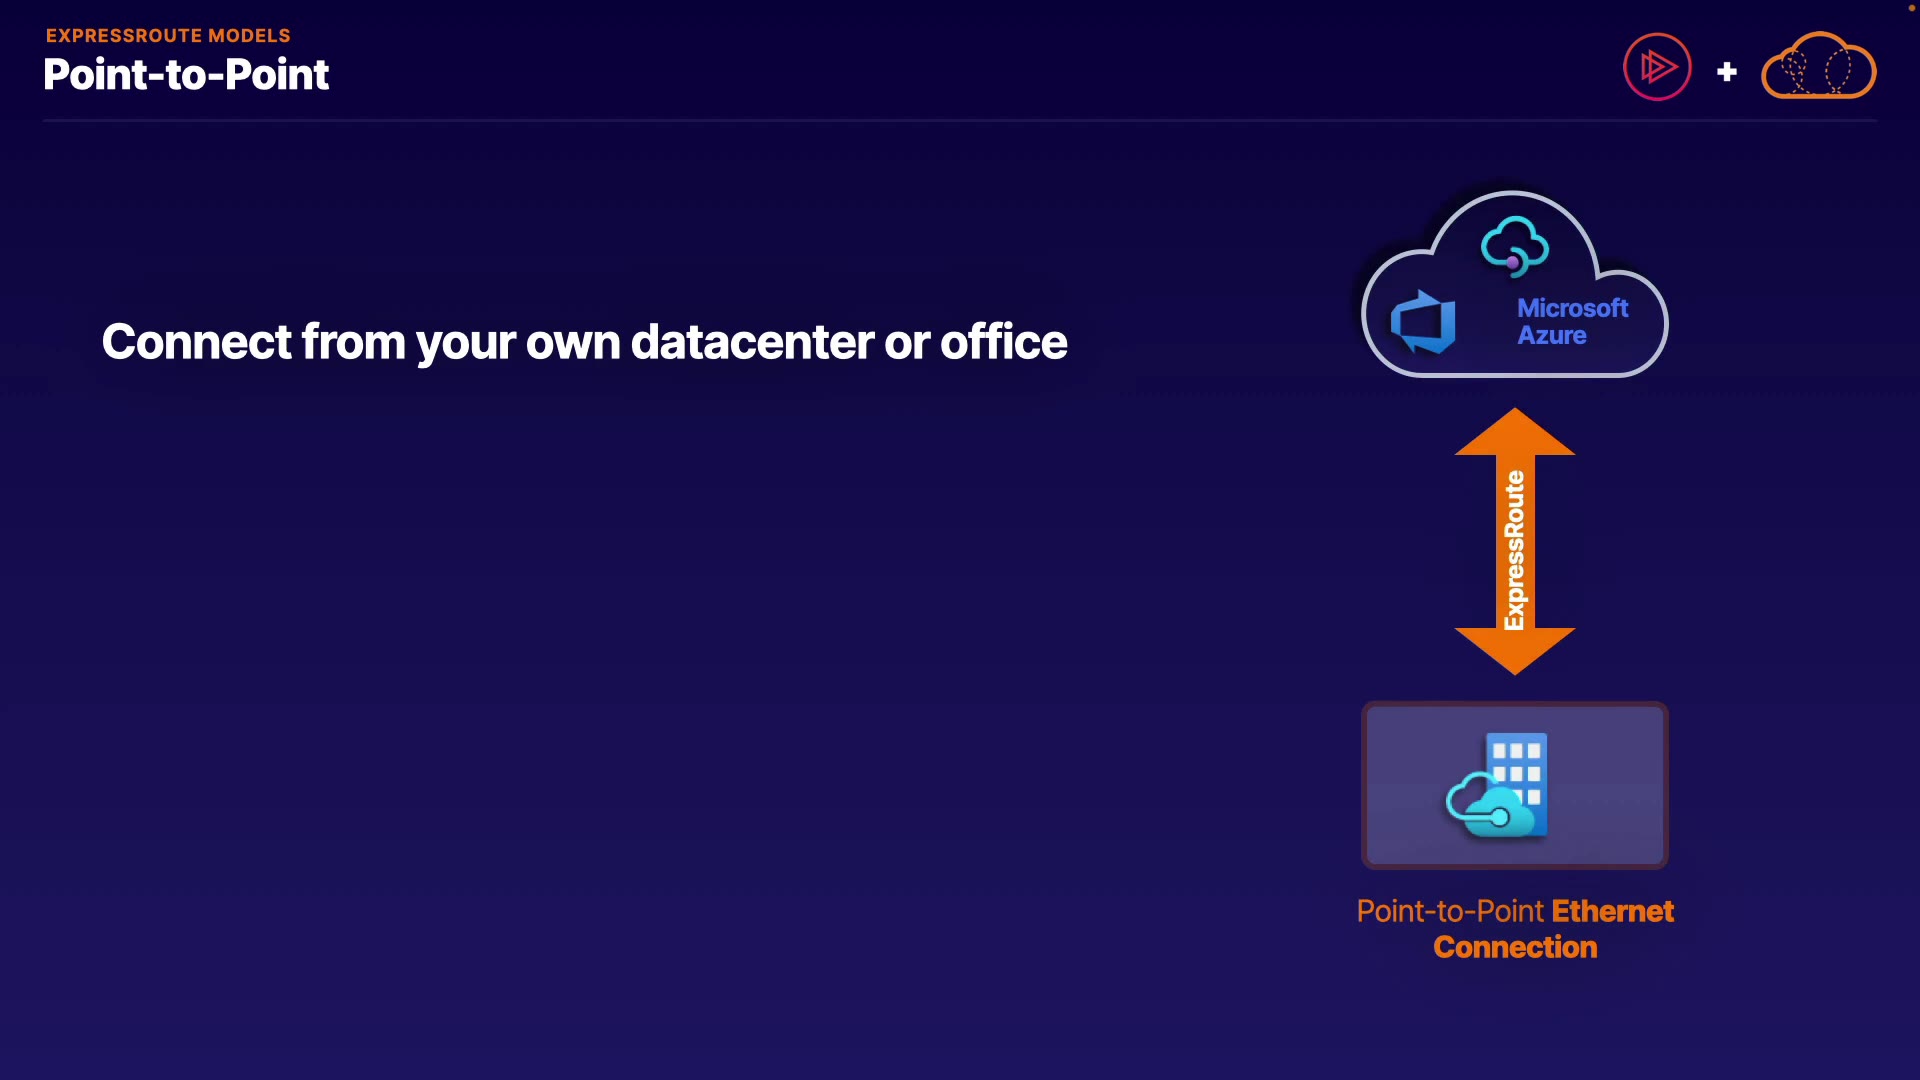 EXPRESSROUTE MODELS
Point-to-Point
Connect from your own datacenter or office
Microsoft
Azure
ExpressRoute
Point-to-Point Ethernet
Connection